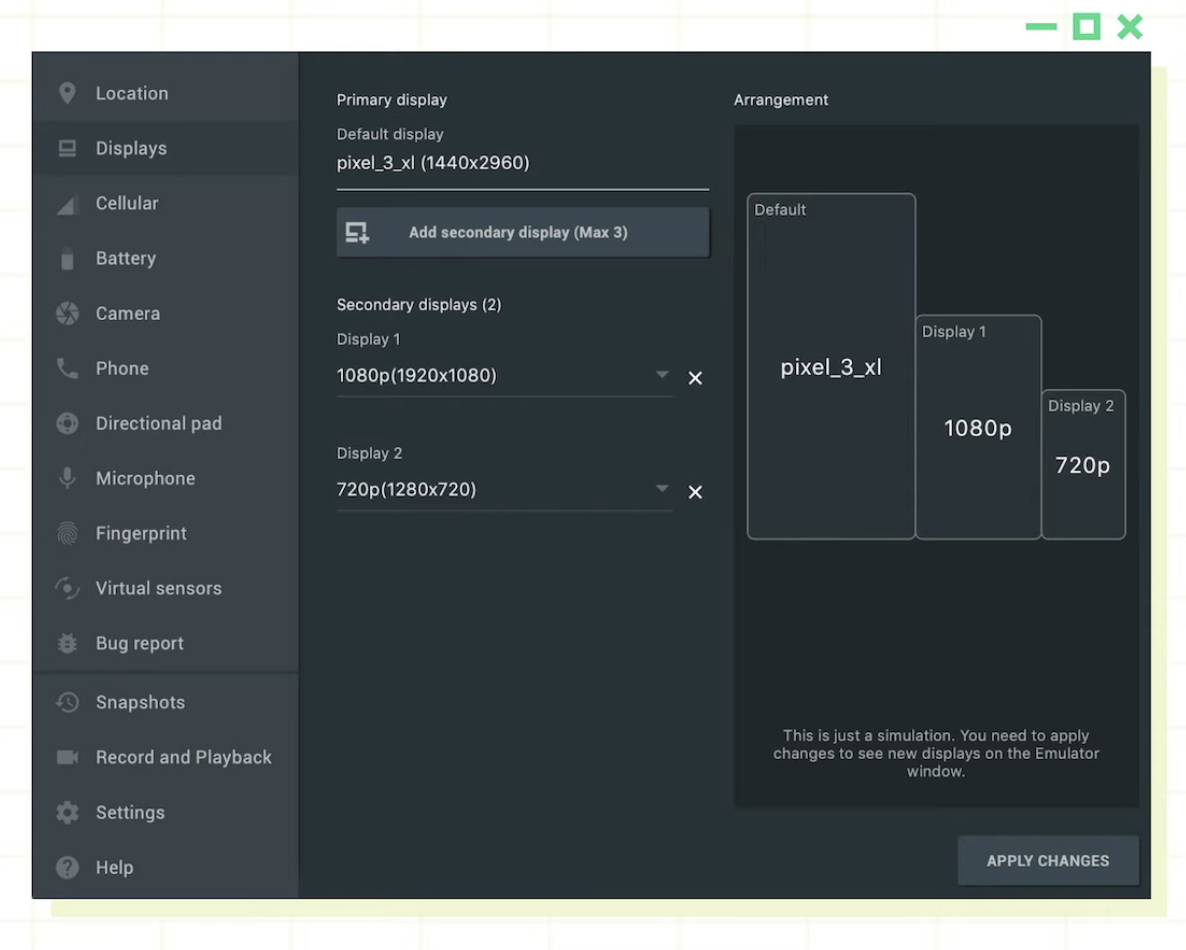 Location
Displays
Cellular
Battery
Camera
Phone
Directional pad
Microphone
Fingerprint
Virtual sensors
Bug report
Snapshots
Record and Playback
Settings
Help
Primary display
Default display
pixel_3_xl (1440x2960)
Add secondary display (Max 3)
Secondary displays (2)
Display 1
1080p(1920x1080)
Display 2
720p(1280x720)
Arrangement
Default
pixel_3_xl
Display 1
1080p
Display 2
720p
This is just a simulation. You need to apply
changes to see new displays on the Emulator
window.
APPLY CHANGES